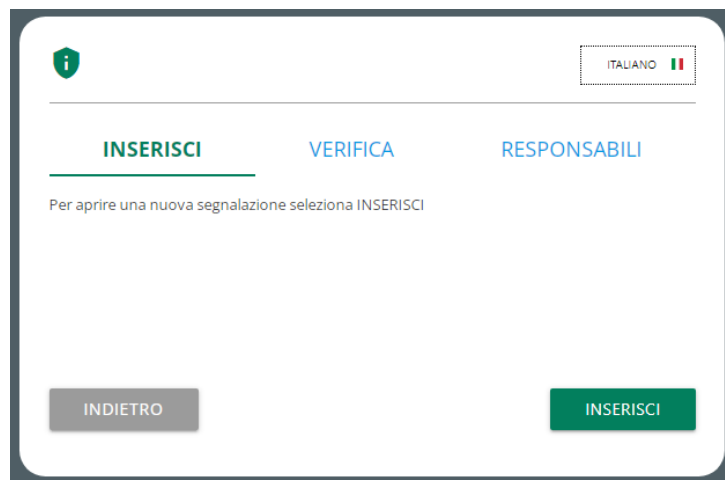 i
ITALIANO
INSERISCI VERIFICA RESPONSABILI
Per aprire una nuova segnalazione seleziona INSERISCI
INDIETRO INSERISCI